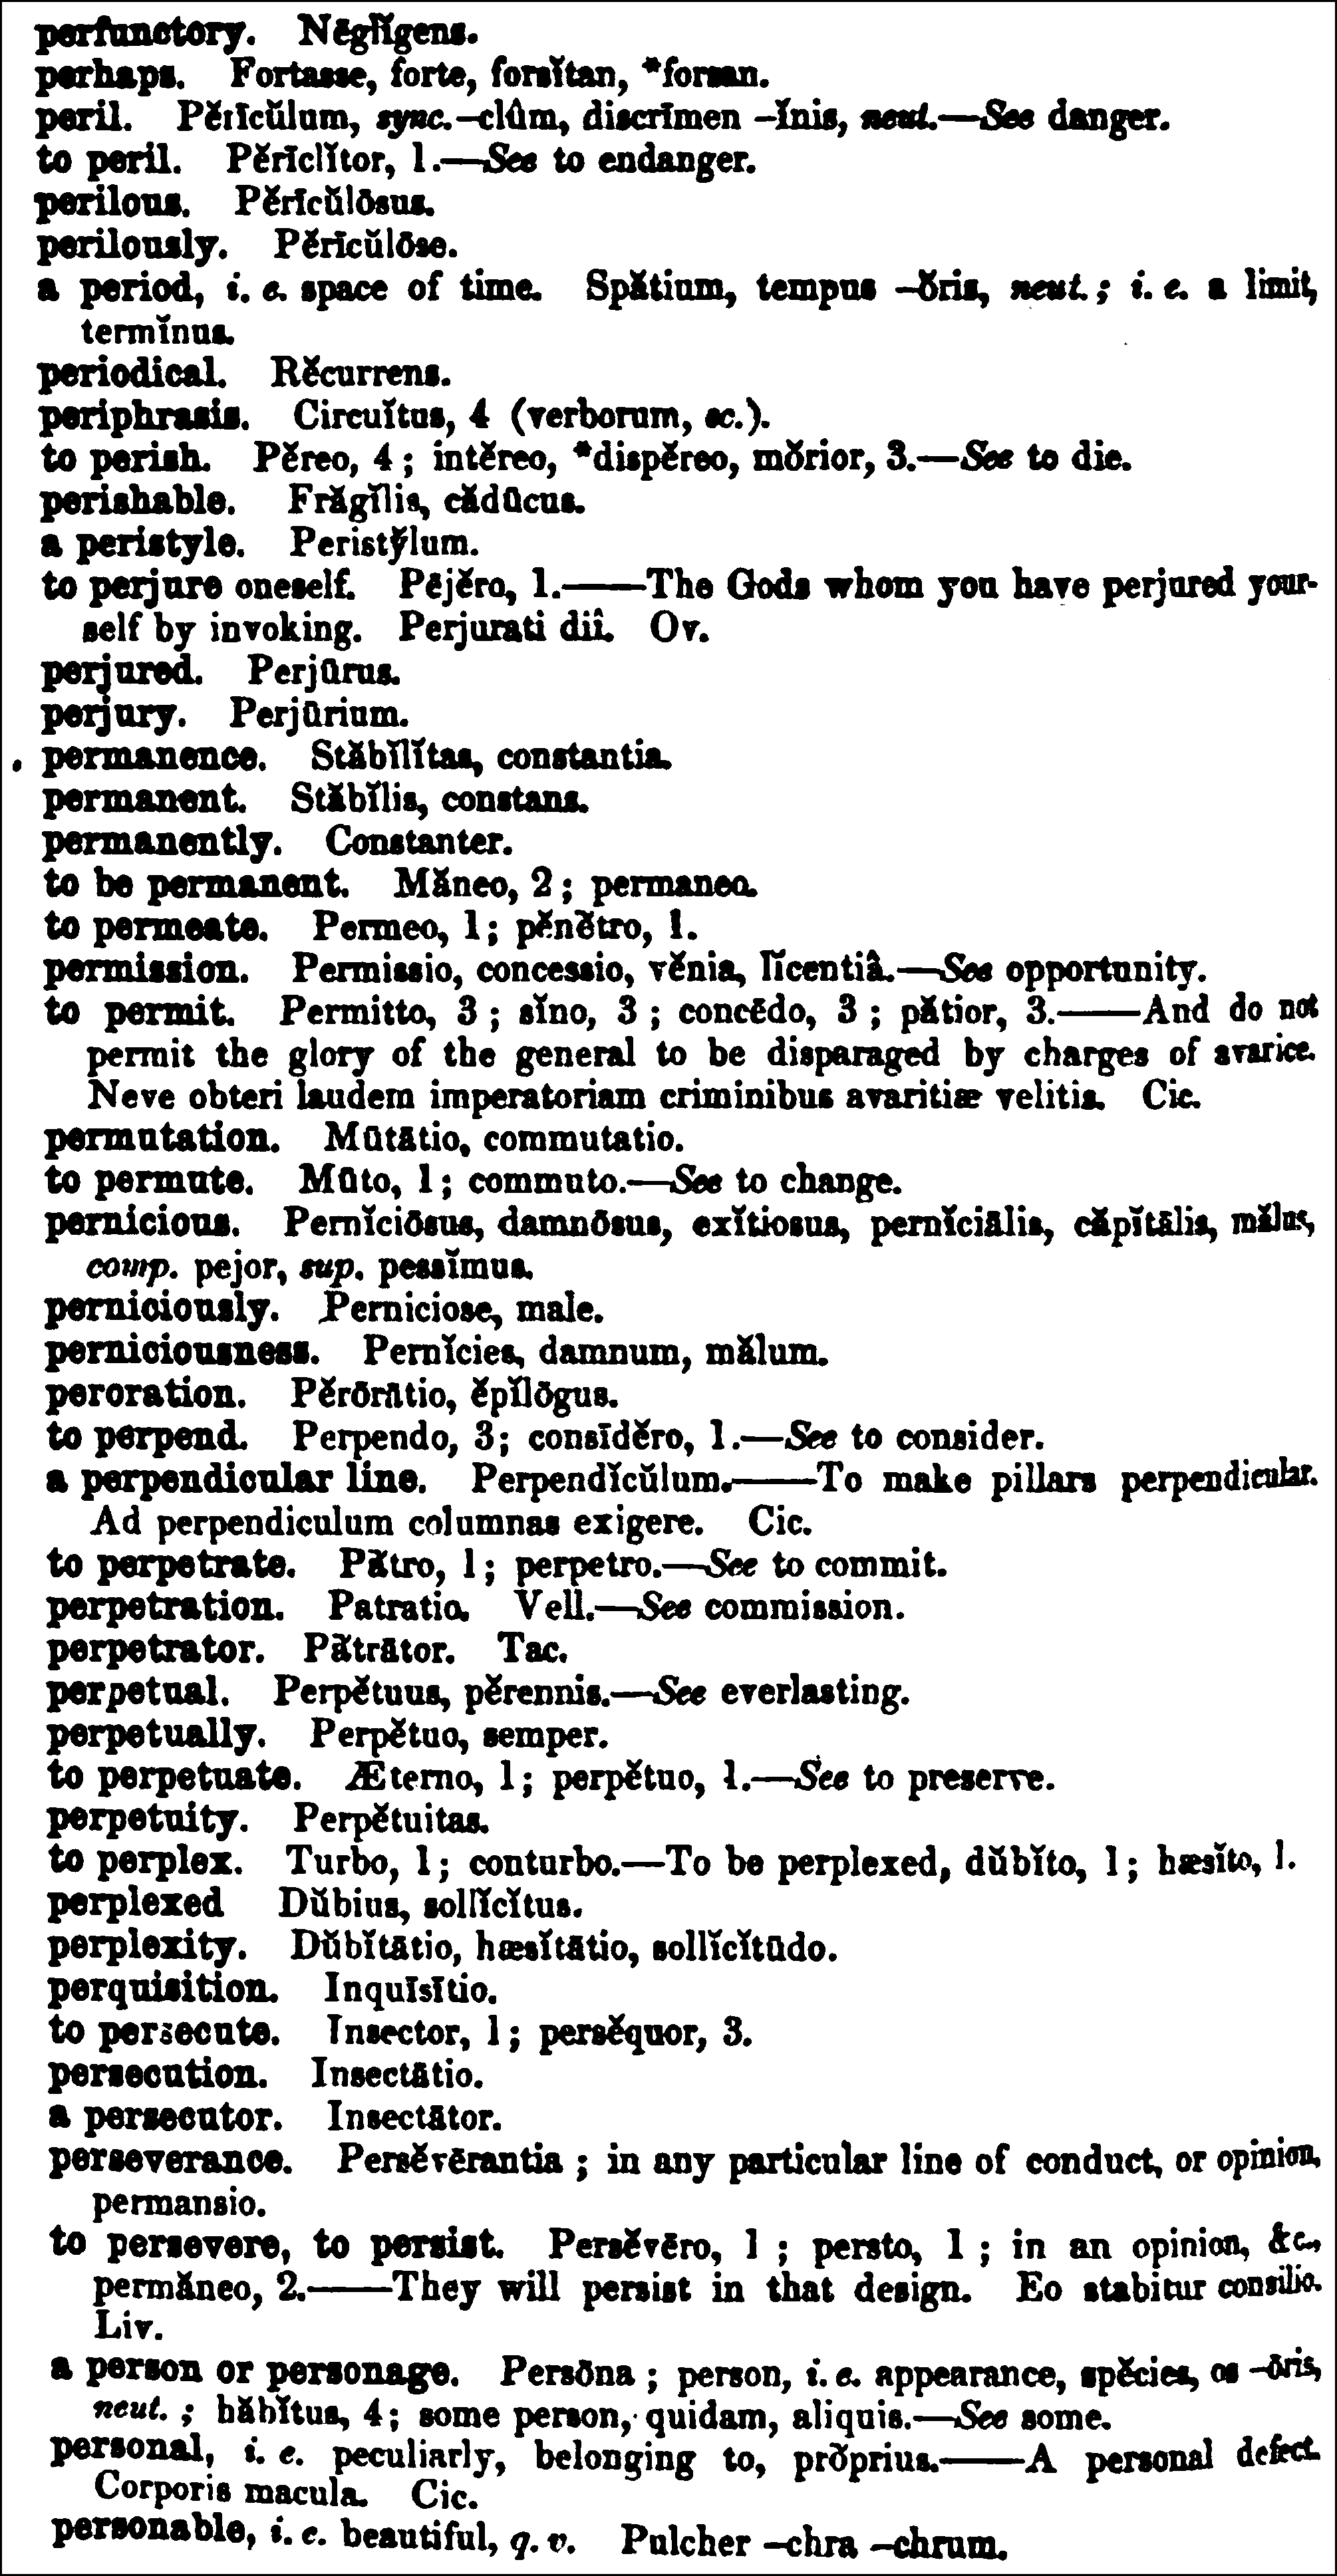 perfunctory. Nēglĭgens.
perhaps. Fortasse, forte, forsĭtan, *forsan.
peril. Pĕrīcŭlum, sync.–clûm, discrīmen –ĭnis, neut.—See danger.
to peril. Pĕrīclĭtor, 1.—See to endanger.
perilous. Pĕrīcŭlōsus.
perilously. Pĕrīcŭlōse.
a period, i. e. space of time. Spătium, tempus –ŏris, neut.; i. e. a limit,
termĭnus.
periodical. Rĕcurrens.
periphrasis. Circuĭtus, 4 (verborum, sc.).
to perish. Pĕreo, 4; intĕreo, *dispĕreo, mŏrior, 3.—See to die.
perishable. Frăgĭlis, cădūcus.
a peristyle. Peristўlum.
to perjure oneself. Pējĕro, 1.——The Gods whom you have perjured your-
self by invoking. Perjurati diî. Ov.
perjured. Perjūrus.
perjury. Perjūrium.
permanence. Stăbĭlĭtas, constantia.
permanent. Stăbĭlis, constans.
permanently. Constanter.
to be permanent. Măneo, 2; permaneo.
to permeate. Permeo, 1; pĕnĕtro, 1.
permission. Permissio, concessio, vĕnia, lĭcentiâ.—See opportunity.
to permit. Permitto, 3; sĭno, 3; concēdo, 3; pătior, 3.——And do not
permit the glory of the general to be disparaged by charges of avarice.
Neve obteri laudem imperatoriam criminibus avaritiæ velitis. Cic.
permutation. Mūtātio, commutatio.
to permute. Mūto, 1; commuto.—See to change.
pernicious. Pernĭciōsus, damnōsus, exĭtiosus, pernĭciālis, căpĭtālis, mălus,
comp. pejor, sup. pessĭmus.
perniciously. Perniciose, male.
perniciousness. Pernĭcies, damnum, mălum.
peroration. Pĕrōrātio, ĕpĭlŏgus.
to perpend. Perpendo, 3; consīdĕro, 1.—See to consider.
a perpendicular line. Perpendĭcŭlum.——To make pillars perpendicular.
Ad perpendiculum columnas exigere. Cic.
to perpetrate. Pătro, 1; perpetro.—See to commit.
perpetration. Patratio. Vell.—See commission.
perpetrator. Pătrātor. Tac.
perpetual. Perpĕtuus, pĕrennis.—See everlasting.
perpetually. Perpĕtuo, semper.
to perpetuate. Æterno, 1; perpĕtuo, 1.—See to preserve.
perpetuity. Perpĕtuitas.
to perplex. Turbo, 1; conturbo.—To be perplexed, dŭbĭto, 1; hæsĭto, 1.
perplexed Dŭbius, sollĭcĭtus.
perplexity. Dŭbĭtātio, hæsĭtātio, sollĭcĭtūdo.
perquisition. Inquīsītio.
to persecute. Insector, 1; persĕquor, 3.
persecution. Insectātio.
a persecutor. Insectātor.
perseverance. Persĕvērantia; in any particular line of conduct, or opinion,
permansio.
to persevere, to persist. Persĕvēro, 1; persto, 1; in an opinion, &c.,
permăneo, 2.——They will persist in that design. Eo stabitur consilio.
Liv.
a person or personage. Persōna; person, i. e. appearance, spĕcies, os –ōris,
neut.; hăbĭtus, 4; some person, quidam, aliquis.—See some.
personal, i. e. peculiarly, belonging to, prŏprius.——A personal defect.
Corporis macula. Cic.
personable, i. e. beautiful, q. v. Pulcher –chra –chrum.